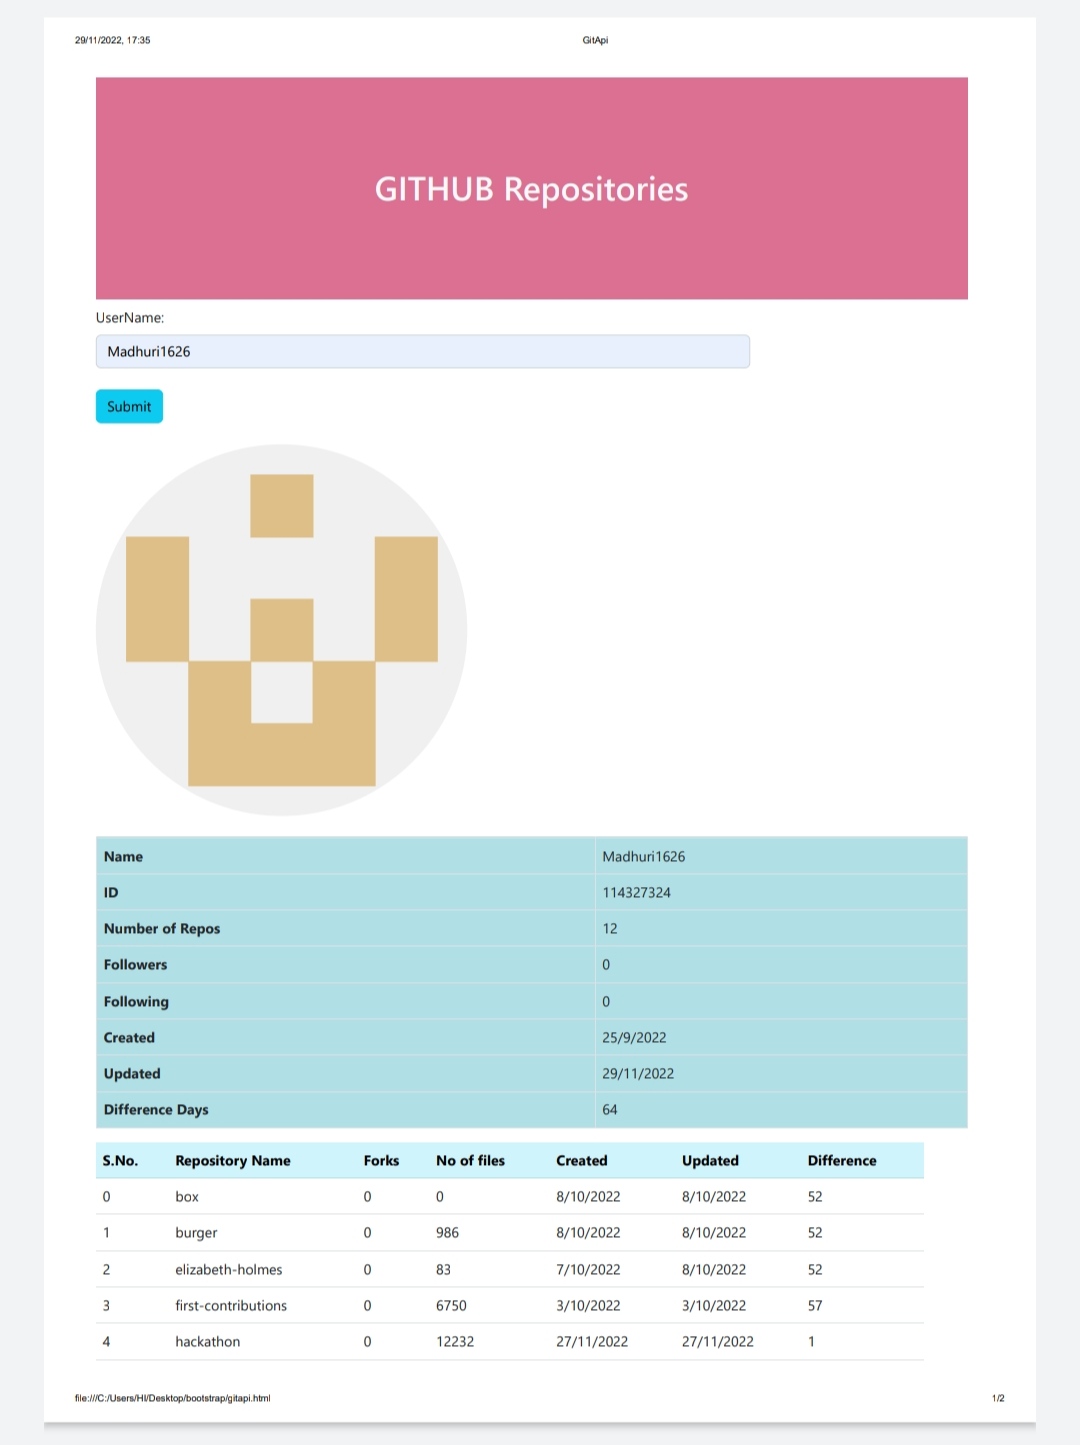 29/11/2022, 17:35 GitApi
GITHUB Repositories
UserName:
Madhuri1626
Submit
Name Madhuri1626
ID 114327324
Number of Repos 12
Followers 0
Following 0
Created 25/9/2022
Updated 29/11/2022
Difference Days 64
S.No. Repository Name Forks No of files Created Updated Difference
0 box 0 0 8/10/2022 8/10/2022 52
1 burger 0 986 8/10/2022 8/10/2022 52
2 elizabeth-holmes 0 83 7/10/2022 8/10/2022 52
3 first-contributions 0 6750 3/10/2022 3/10/2022 57
4 hackathon 0 12232 27/11/2022 27/11/2022 1
file:///C:/Users/HI/Desktop/bootstrap/gitapi.html 1/2